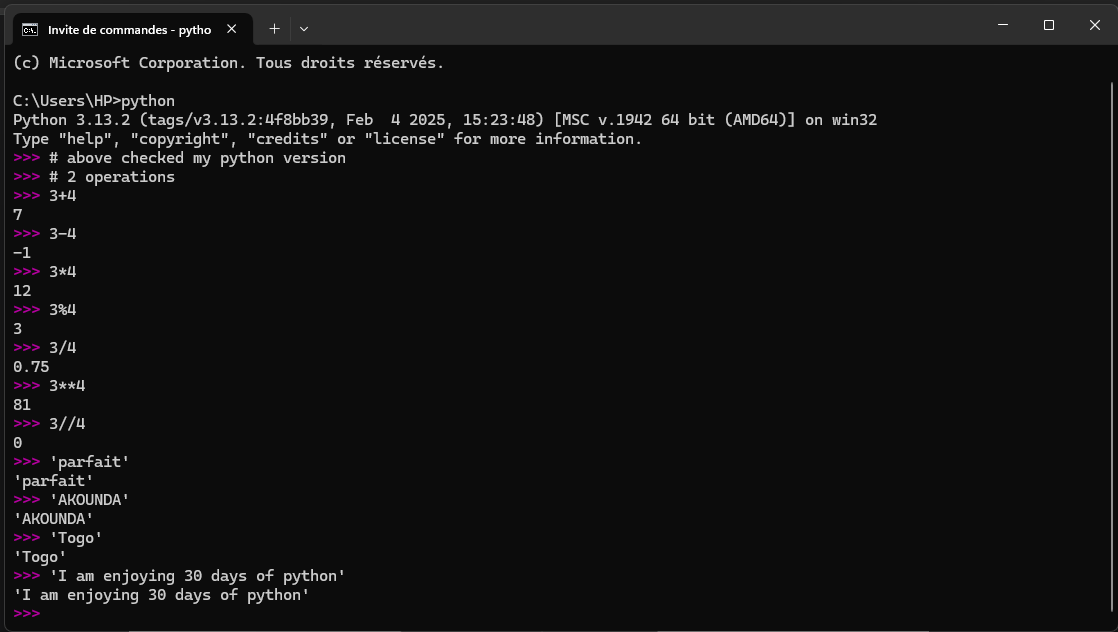 Invite de commandes - pytho
(c) Microsoft Corporation. Tous droits réservés.
C:\Users\HP>python
Python 3.13.2 (tags/v3.13.2:4f8bb39, Feb  4 2025, 15:23:48) [MSC v.1942 64 bit (AMD64)] on win32
Type "help", "copyright", "credits" or "license" for more information.
>>> # above checked my python version
>>> # 2 operations
>>> 3+4
7
>>> 3-4
-1
>>> 3*4
12
>>> 3%4
3
>>> 3/4
0.75
>>> 3**4
81
>>> 3//4
0
>>> 'parfait'
'parfait'
>>> 'AKOUNDA'
'AKOUNDA'
>>> 'Togo'
'Togo'
>>> 'I am enjoying 30 days of python'
'I am enjoying 30 days of python'
>>>